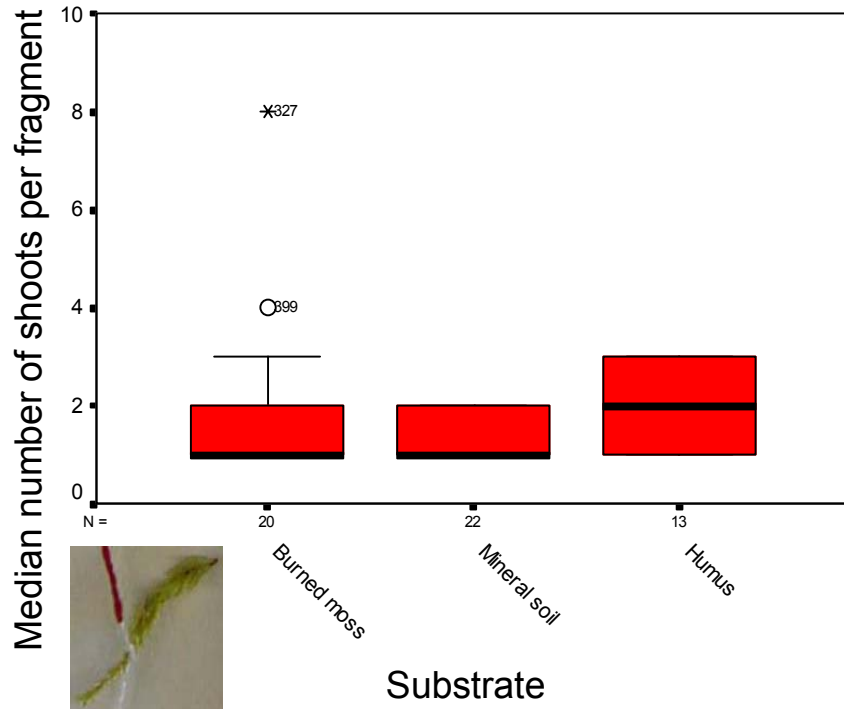 Median number of shoots per fragment
10
8
6
4
2
0
327
399
N =
20
22
13
Burned moss
Mineral soil
Humus
Substrate